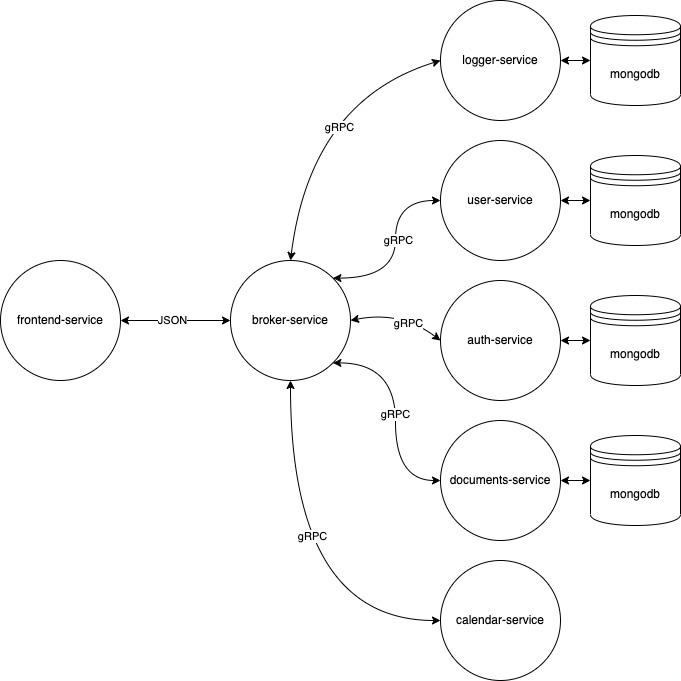 logger-service
mongodb
gRPC
user-service
mongodb
gRPC
frontend-service
JSON
broker-service
gRPC
auth-service
mongodb
gRPC
documents-service
mongodb
gRPC
calendar-service